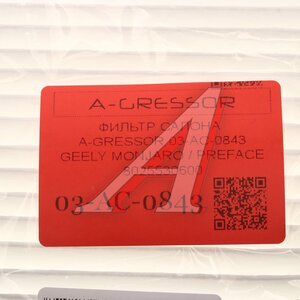 A-GRESSOR
ФИЛЬТР САЛОНА
A-GRESSOR 03-AC-0843
GEELY MONJARO / PREFACE
03-AC-0843